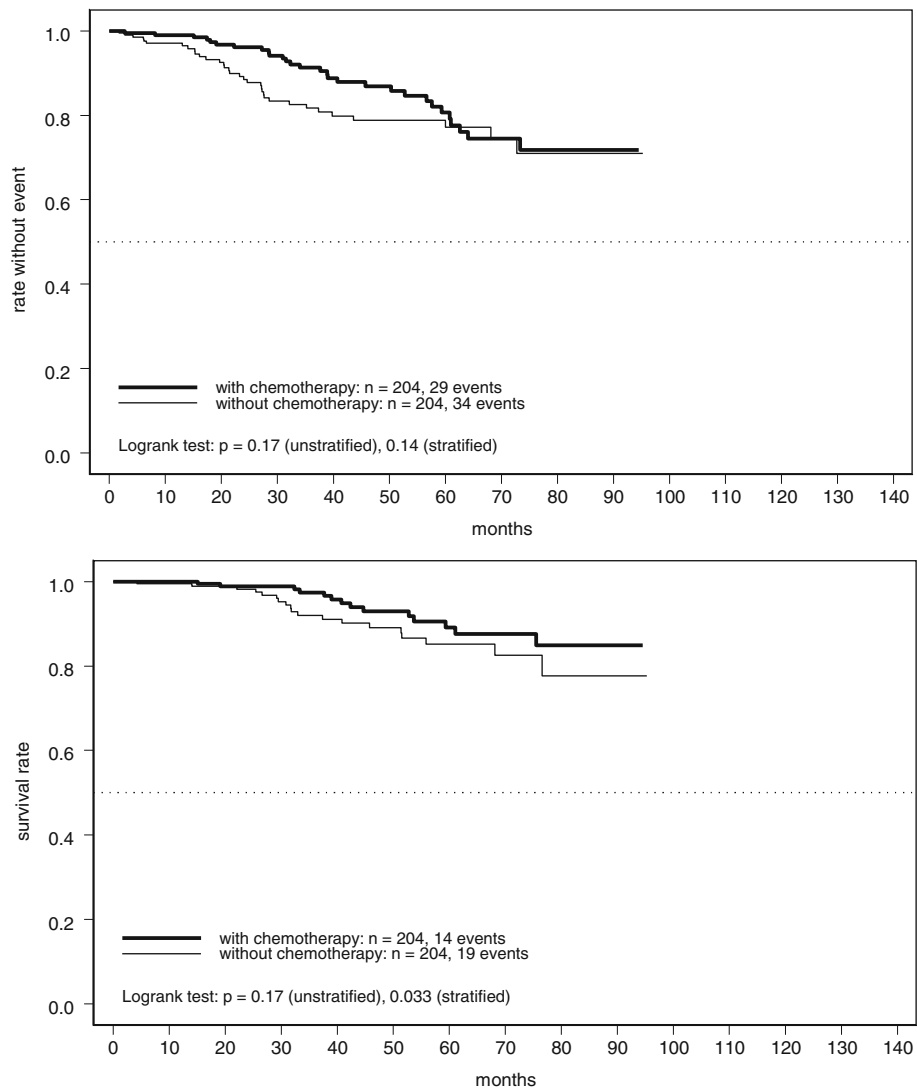 rate without event
1.0
0.8
0.6
0.4
0.2
0.0
with chemotherapy: n = 204, 29 events
without chemotherapy: n = 204, 34 events
Logrank test: p = 0.17 (unstratified), 0.14 (stratified)
0 10 20 30 40 50 60 70 80 90 100 110 120 130 140
months
survival rate
1.0
0.8
0.6
0.4
0.2
0.0
with chemotherapy: n = 204, 14 events
without chemotherapy: n = 204, 19 events
Logrank test: p = 0.17 (unstratified), 0.033 (stratified)
0 10 20 30 40 50 60 70 80 90 100 110 120 130 140
months